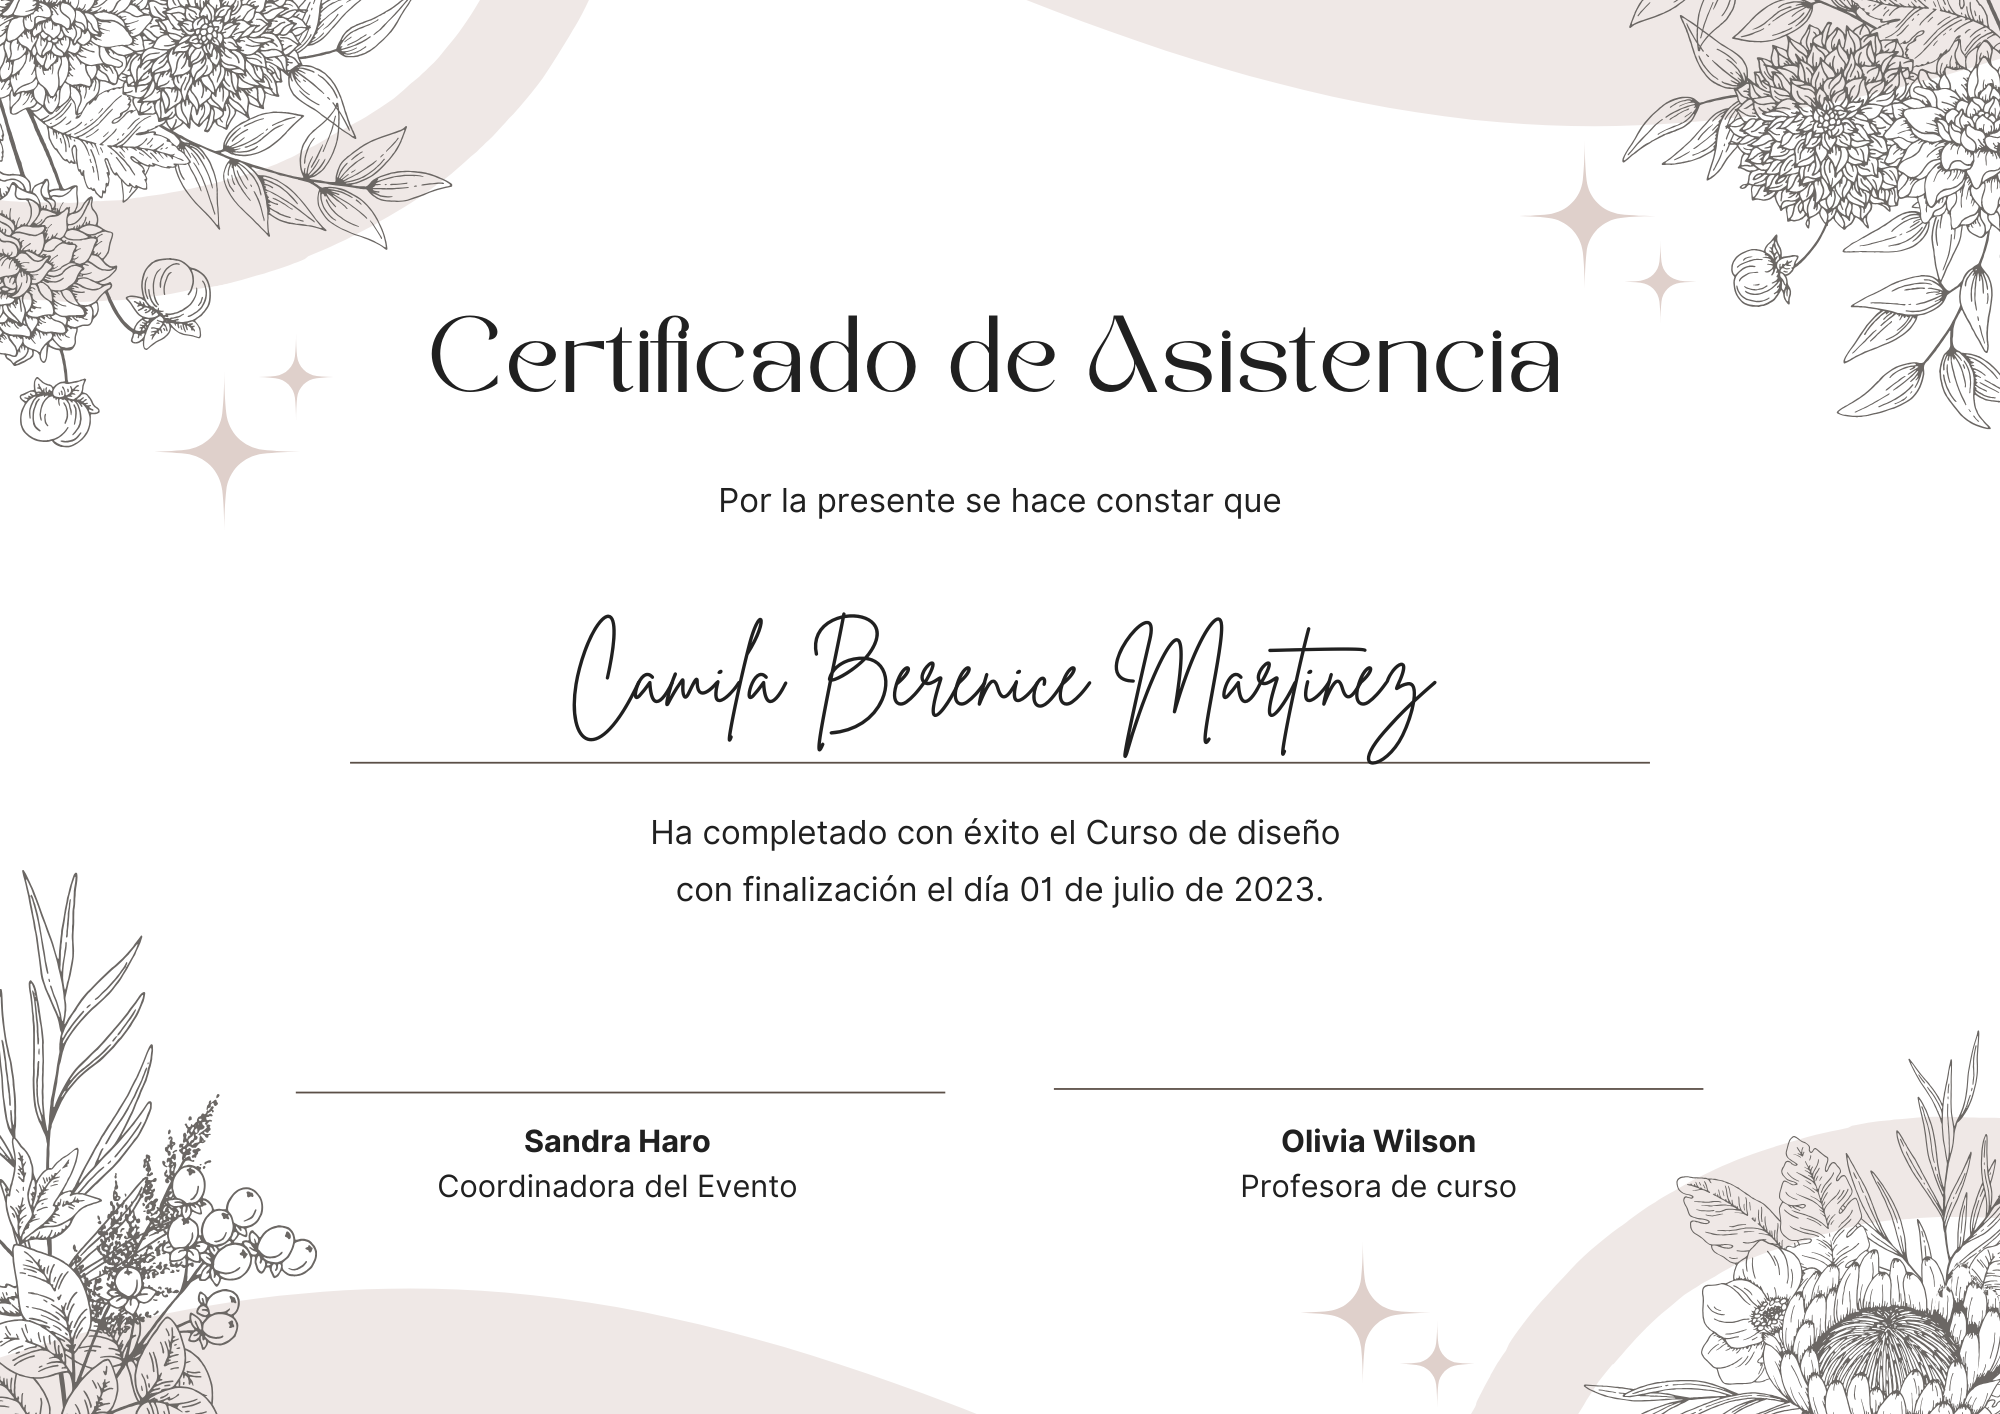 Certificado de Asistencia
Por la presente se hace constar que
Camila Berenice Martinez
Ha completado con éxito el Curso de diseño
con finalización el día 01 de julio de 2023.
Sandra Haro
Coordinadora del Evento
Olivia Wilson
Profesora de curso